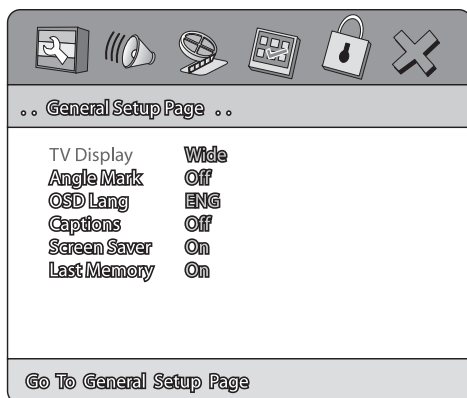 . . General Setup Page . .
TV Display Wide
Angle Mark Off
OSD Lang ENG
Captions Off
Screen Saver On
Last Memory On
Go To General Setup Page